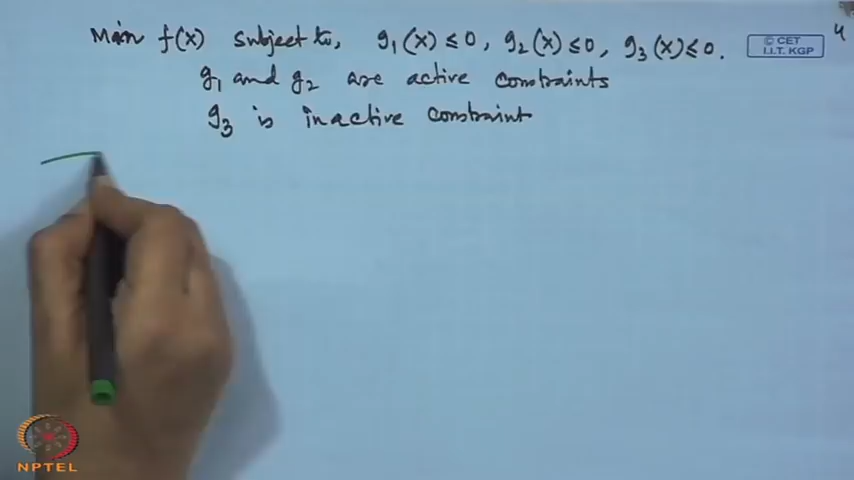 Min f(x) subject to, g₁(x) ≤ 0, g₂(x) ≤ 0, g₃(x) ≤ 0.
© CET
I.I.T. KGP
4
g₁ and g₂ are active constraints
g₃ is inactive constraint
NPTEL